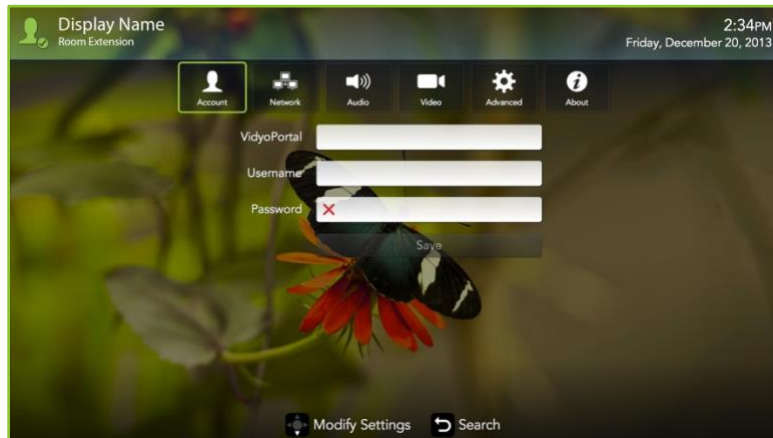 Display Name
Room Extension
2:34PM
Friday, December 20, 2013
Account
Network
Audio
Video
Advanced
About
VidyoPortal
Username
Password
Save
Modify Settings
Search